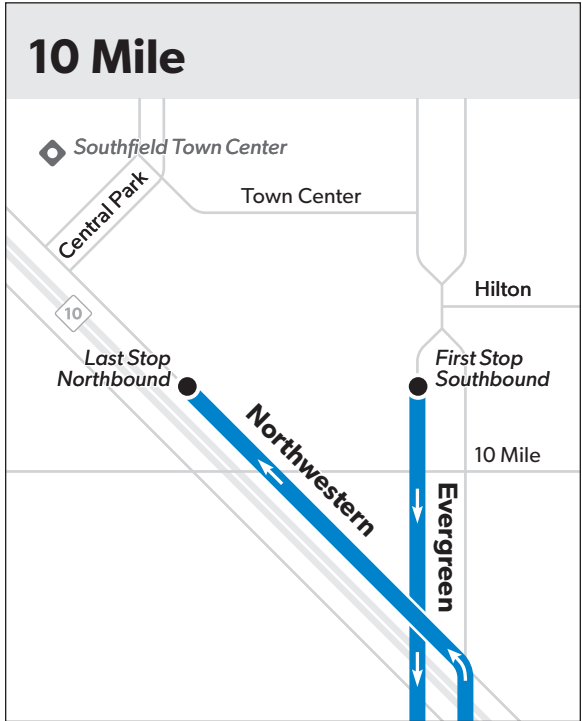 10 Mile
Southfield Town Center
Central Park
Town Center
Hilton
10
Last Stop
Northbound
First Stop
Southbound
Northwestern
10 Mile
Evergreen